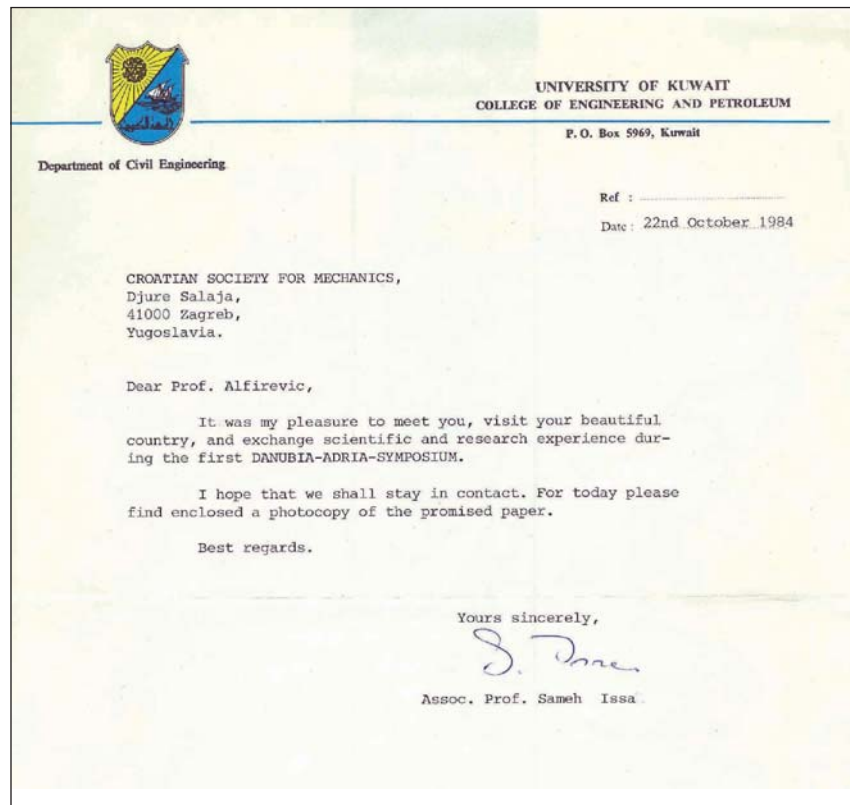 UNIVERSITY OF KUWAIT
COLLEGE OF ENGINEERING AND PETROLEUM
P. O. Box 5969, Kuwait
Department of Civil Engineering
Ref :
Date : 22nd October 1984
CROATIAN SOCIETY FOR MECHANICS,
Djure Salaja,
41000 Zagreb,
Yugoslavia.
Dear Prof. Alfirevic,
It was my pleasure to meet you, visit your beautiful
country, and exchange scientific and research experience dur-
ing the first DANUBIA-ADRIA-SYMPOSIUM.
I hope that we shall stay in contact. For today please
find enclosed a photocopy of the promised paper.
Best regards.
Yours sincerely,
Assoc. Prof. Sameh Issa